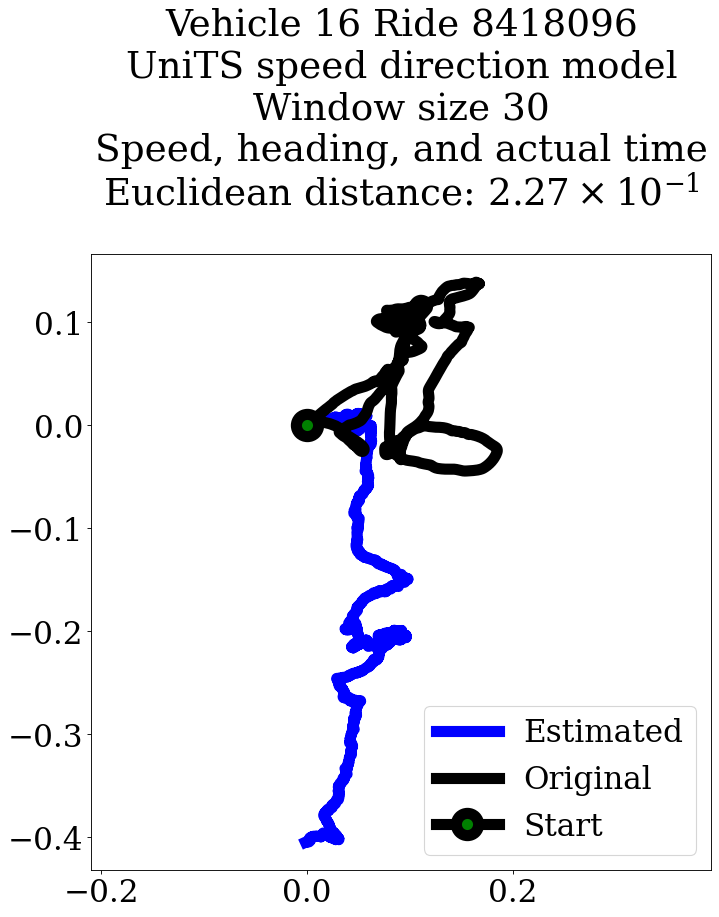 Vehicle 16 Ride 8418096
UniTS speed direction model
Window size 30
Speed, heading, and actual time
Euclidean distance: 2.27 × 10⁻¹
0.1
0.0
−0.1
−0.2
−0.3
−0.4
−0.2
0.0
0.2
Estimated
Original
Start